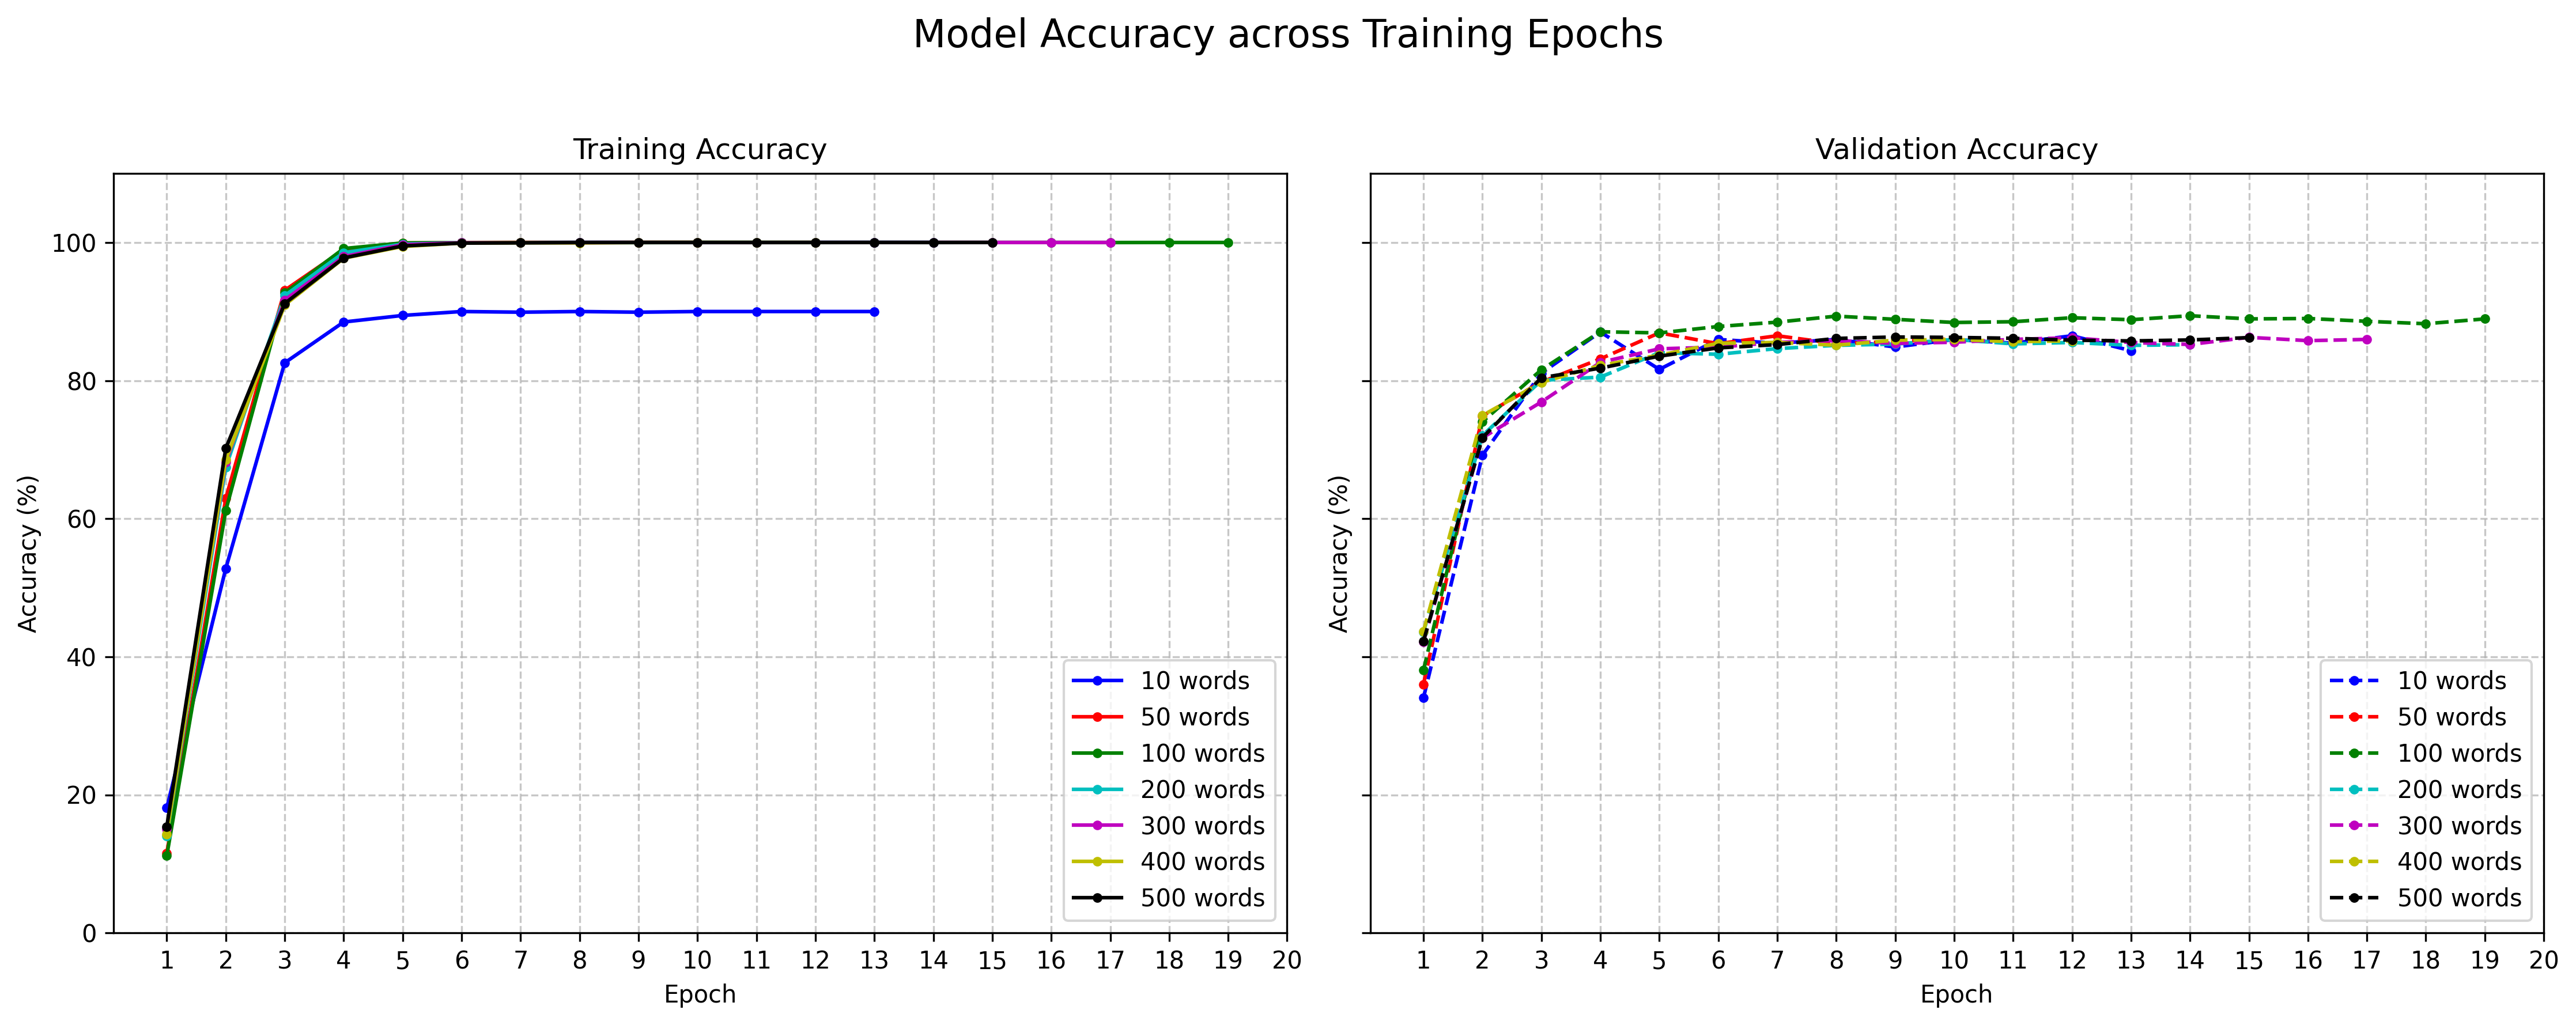 Model Accuracy across Training Epochs
Training Accuracy
Accuracy (%)
100
80
60
40
20
0
1 2 3 4 5 6 7 8 9 10 11 12 13 14 15 16 17 18 19 20
Epoch
10 words
50 words
100 words
200 words
300 words
400 words
500 words
Validation Accuracy
Accuracy (%)
1 2 3 4 5 6 7 8 9 10 11 12 13 14 15 16 17 18 19 20
Epoch
10 words
50 words
100 words
200 words
300 words
400 words
500 words